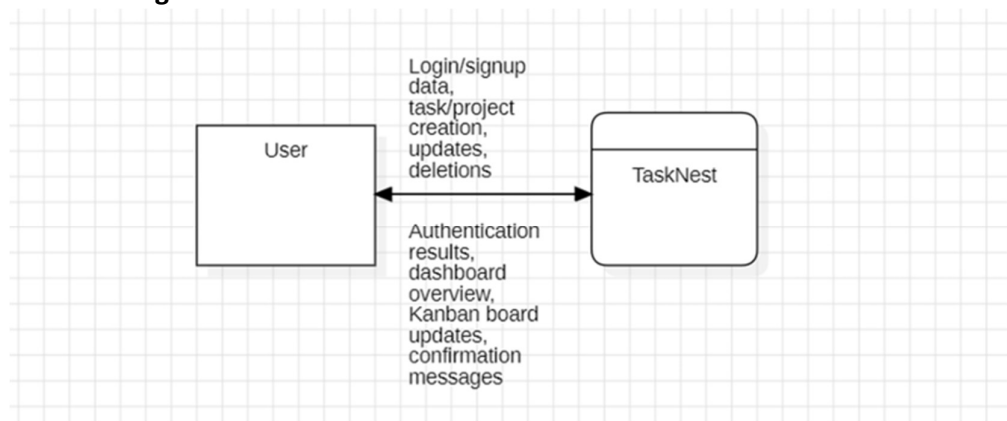 User
Login/signup
data,
task/project
creation,
updates,
deletions
TaskNest
Authentication
results,
dashboard
overview,
Kanban board
updates,
confirmation
messages